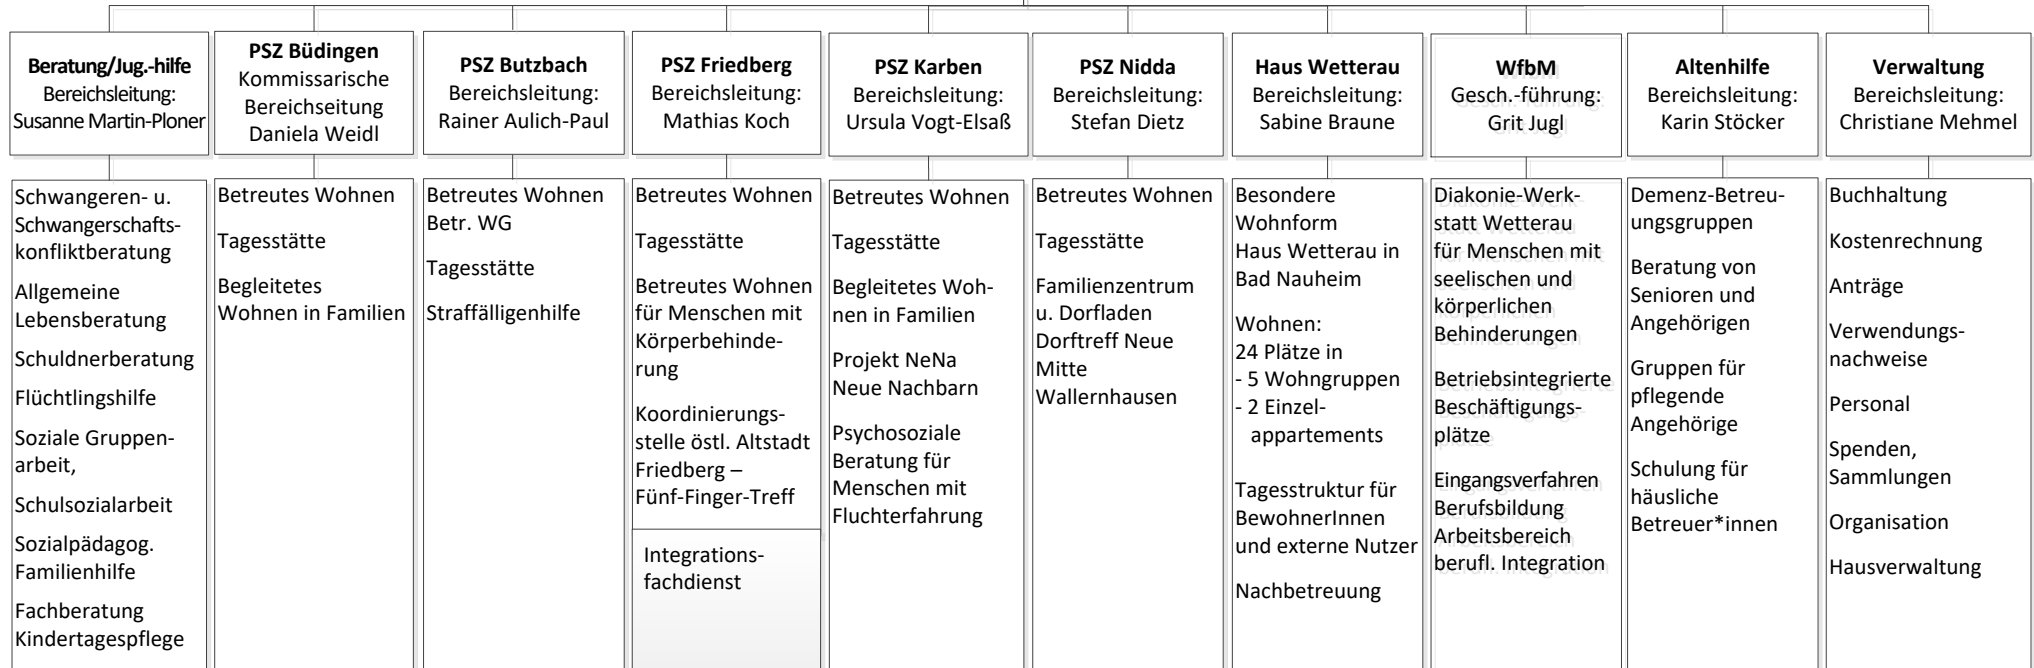 Beratung/Jug.-hilfe
Bereichsleitung:
Susanne Martin-Ploner
PSZ Büdingen
Kommissarische
Bereichseitung
Daniela Weidl
PSZ Butzbach
Bereichsleitung:
Rainer Aulich-Paul
PSZ Friedberg
Bereichsleitung:
Mathias Koch
PSZ Karben
Bereichsleitung:
Ursula Vogt-Elsaß
PSZ Nidda
Bereichsleitung:
Stefan Dietz
Haus Wetterau
Bereichsleitung:
Sabine Braune
WfbM
Gesch.-führung:
Grit Jugl
Altenhilfe
Bereichsleitung:
Karin Stöcker
Verwaltung
Bereichsleitung:
Christiane Mehmel
Schwangeren- u.
Schwangerschafts-
konfliktberatung
Allgemeine
Lebensberatung
Schuldnerberatung
Flüchtlingshilfe
Soziale Gruppen-
arbeit,
Schulsozialarbeit
Sozialpädagog.
Familienhilfe
Fachberatung
Kindertagespflege
Betreutes Wohnen
Tagesstätte
Begleitetes
Wohnen in Familien
Betreutes Wohnen
Betr. WG
Tagesstätte
Straffälligenhilfe
Betreutes Wohnen
Tagesstätte
Betreutes Wohnen
für Menschen mit
Körperbehinde-
rung
Koordinierungs-
stelle östl. Altstadt
Friedberg –
Fünf-Finger-Treff
Integrations-
fachdienst
Betreutes Wohnen
Tagesstätte
Begleitetes Woh-
nen in Familien
Projekt NeNa
Neue Nachbarn
Psychosoziale
Beratung für
Menschen mit
Fluchterfahrung
Betreutes Wohnen
Tagesstätte
Familienzentrum
u. Dorfladen
Dorftreff Neue
Mitte
Wallernhausen
Besondere
Wohnform
Haus Wetterau in
Bad Nauheim
Wohnen:
24 Plätze in
- 5 Wohngruppen
- 2 Einzel-
appartements
Tagesstruktur für
BewohnerInnen
und externe Nutzer
Nachbetreuung
Diakonie-Werk-
statt Wetterau
für Menschen mit
seelischen und
körperlichen
Behinderungen
Betriebsintegrierte
Beschäftigungs-
plätze
Eingangsverfahren
Berufsbildung
Arbeitsbereich
berufl. Integration
Demenz-Betreu-
ungsgruppen
Beratung von
Senioren und
Angehörigen
Gruppen für
pflegende
Angehörige
Schulung für
häusliche
Betreuer*innen
Buchhaltung
Kostenrechnung
Anträge
Verwendungs-
nachweise
Personal
Spenden,
Sammlungen
Organisation
Hausverwaltung